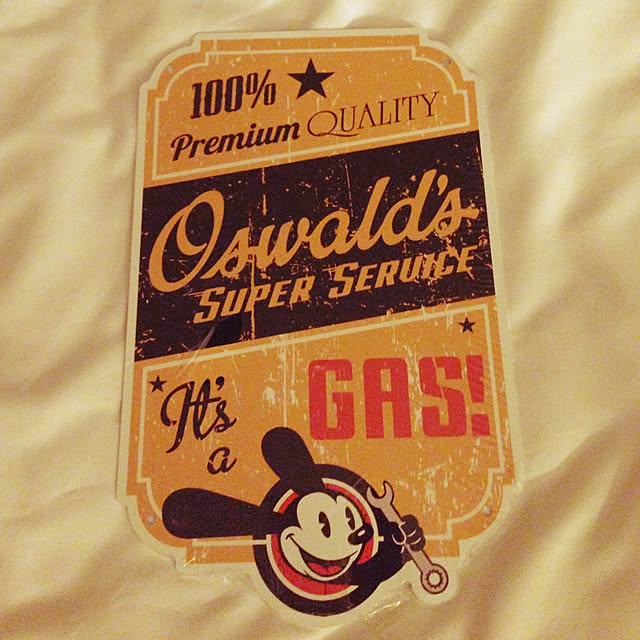 100%
Premium QUALITY
Oswald's
SUPER SERVICE
It's
a
GAS!